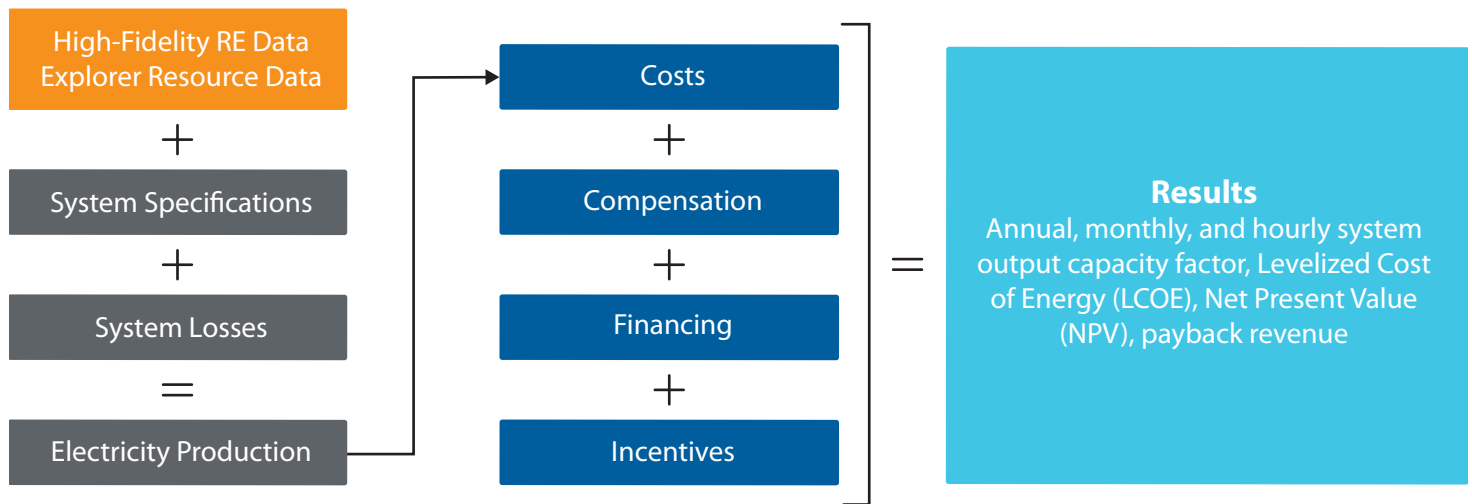 High-Fidelity RE Data
Explorer Resource Data
+
System Specifications
+
System Losses
=
Electricity Production
Costs
+
Compensation
+
Financing
+
Incentives
=
Results
Annual, monthly, and hourly system
output capacity factor, Levelized Cost
of Energy (LCOE), Net Present Value
(NPV), payback revenue